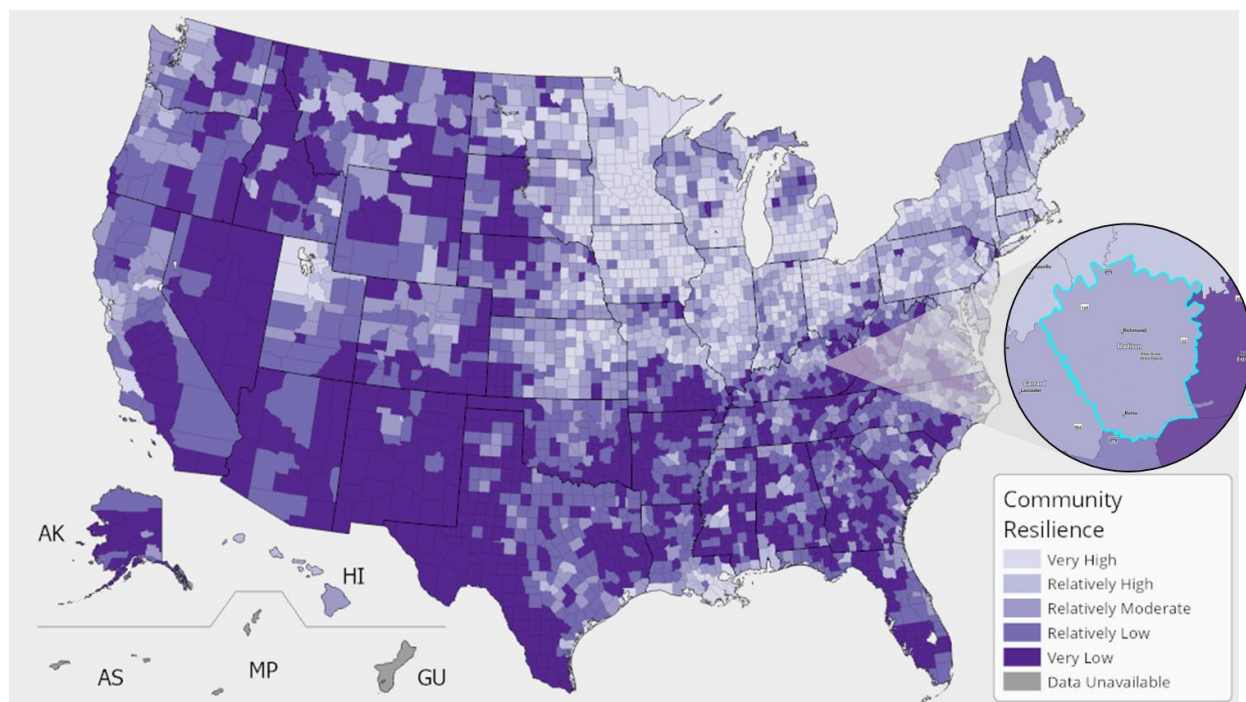 AK
HI
AS
MP
GU
Richmond
Madison
Garrard
Lancaster
Berea
Community
Resilience
Very High
Relatively High
Relatively Moderate
Relatively Low
Very Low
Data Unavailable